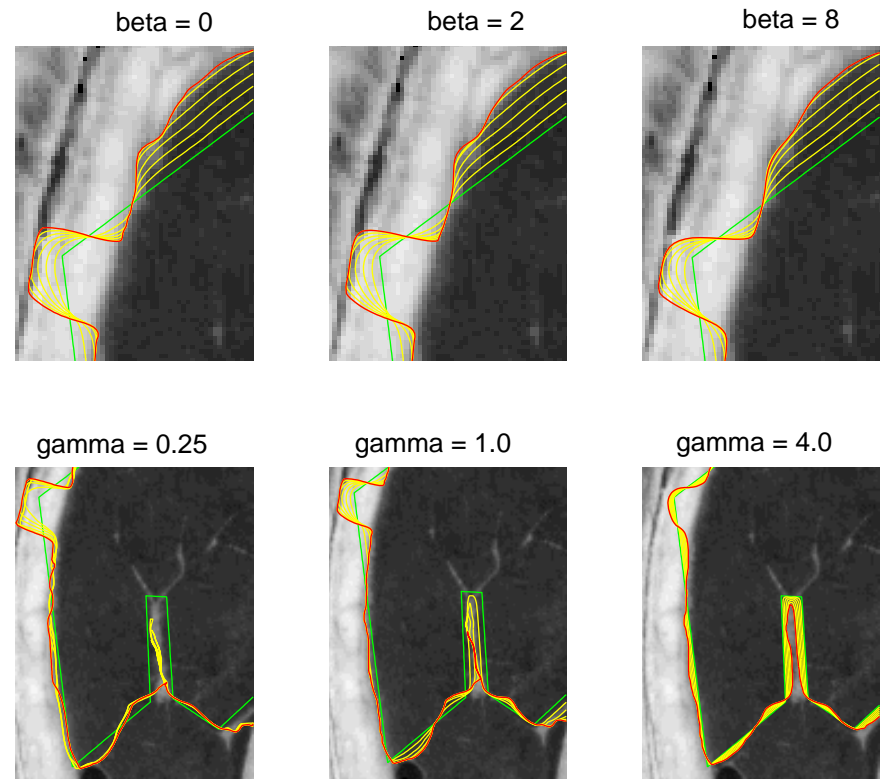 beta = 0
beta = 2
beta = 8
gamma = 0.25
gamma = 1.0
gamma = 4.0